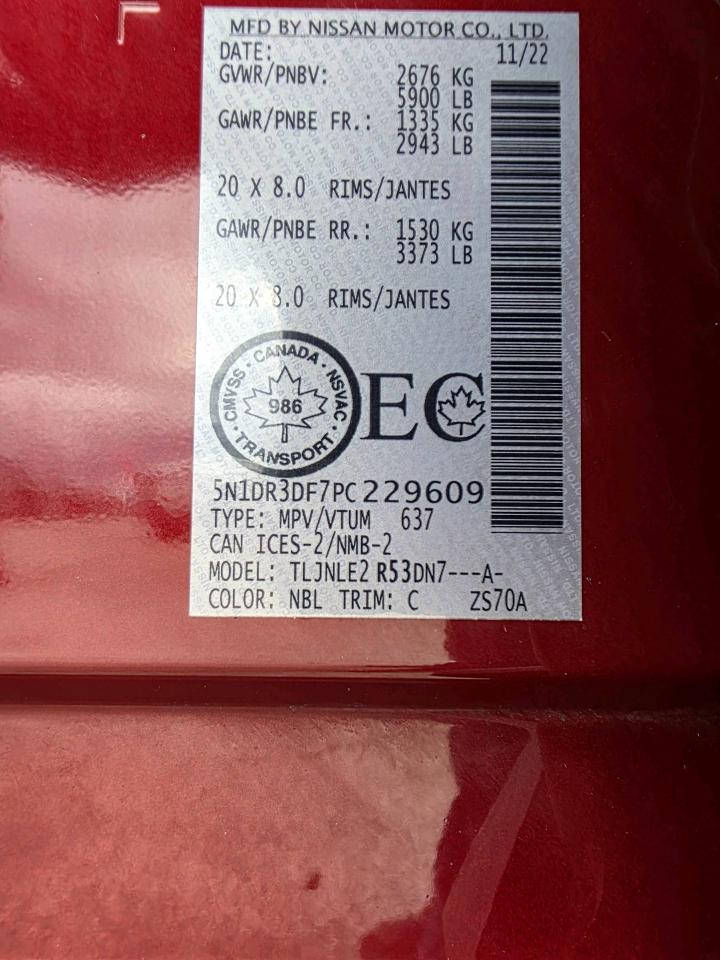 MFD BY NISSAN MOTOR CO., LTD.
DATE: 11/22
GVWR/PNBV: 2676 KG
5900 LB
GAWR/PNBE FR.: 1335 KG
2943 LB
20 X 8.0 RIMS/JANTES
GAWR/PNBE RR.: 1530 KG
3373 LB
20 X 8.0 RIMS/JANTES
CMVSS · CANADA · NSVAC
986
· TRANSPORT ·
EC
5N1DR3DF7PC229609
TYPE: MPV/VTUM 637
CAN ICES-2/NMB-2
MODEL: TLJNLE2 R53DN7---A-
COLOR: NBL TRIM: C ZS70A